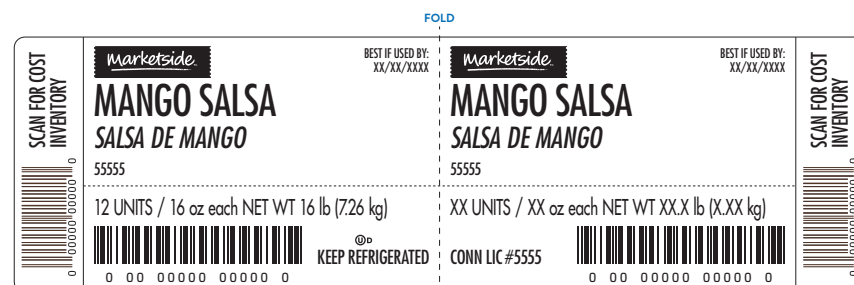 FOLD
SCAN FOR COST
INVENTORY
0 00000 00000 0
Marketside™
BEST IF USED BY:
XX/XX/XXXX
MANGO SALSA
SALSA DE MANGO
55555
12 UNITS / 16 oz each NET WT 16 lb (7.26 kg)
U D
KEEP REFRIGERATED
0 00 00000 00000 0
Marketside™
BEST IF USED BY:
XX/XX/XXXX
MANGO SALSA
SALSA DE MANGO
55555
XX UNITS / XX oz each NET WT XX.X lb (X.XX kg)
CONN LIC #5555
0 00 00000 00000 0
SCAN FOR COST
INVENTORY
0 00000 00000 0